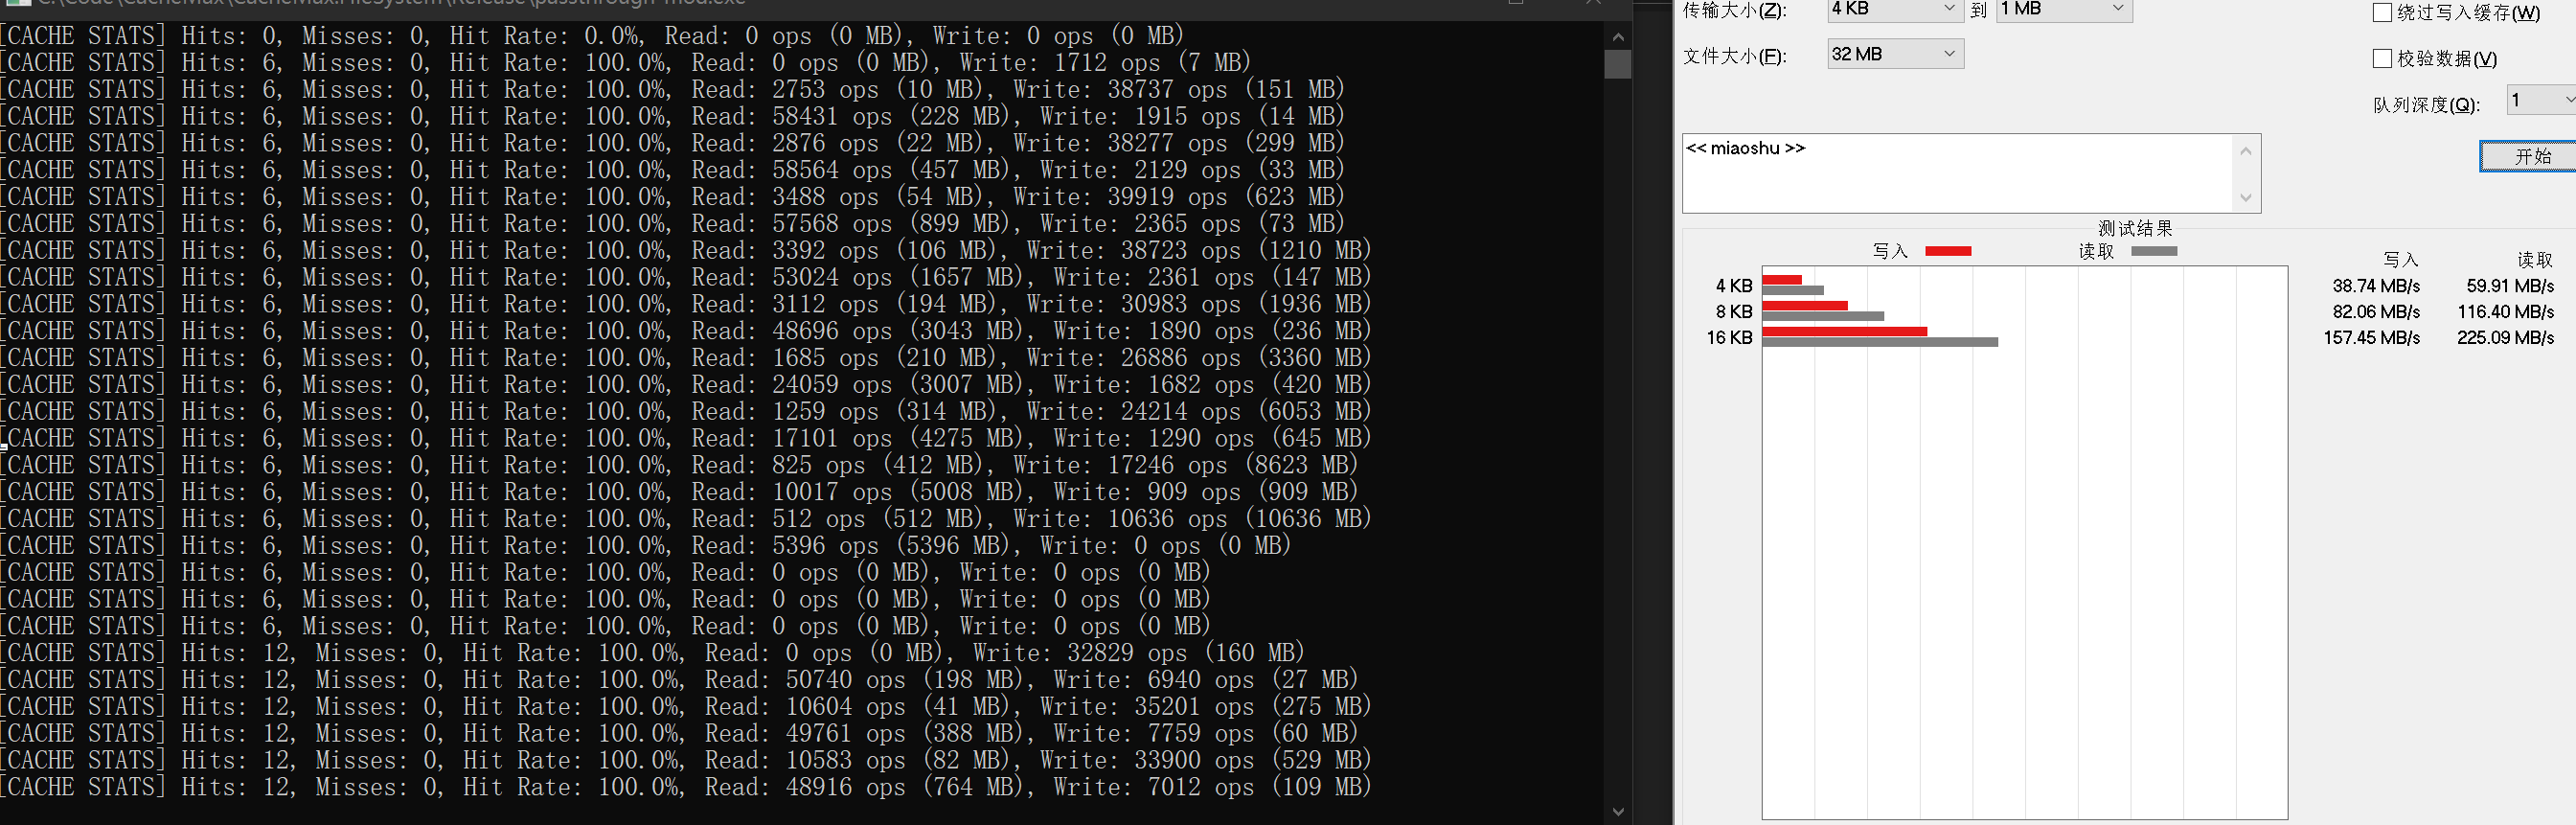 C:\Code\CacheMax\CacheMax.FileSystem\Release\passthrough-mod.exe
[CACHE STATS] Hits: 0, Misses: 0, Hit Rate: 0.0%, Read: 0 ops (0 MB), Write: 0 ops (0 MB)
[CACHE STATS] Hits: 6, Misses: 0, Hit Rate: 100.0%, Read: 0 ops (0 MB), Write: 1712 ops (7 MB)
[CACHE STATS] Hits: 6, Misses: 0, Hit Rate: 100.0%, Read: 2753 ops (10 MB), Write: 38737 ops (151 MB)
[CACHE STATS] Hits: 6, Misses: 0, Hit Rate: 100.0%, Read: 58431 ops (228 MB), Write: 1915 ops (14 MB)
[CACHE STATS] Hits: 6, Misses: 0, Hit Rate: 100.0%, Read: 2876 ops (22 MB), Write: 38277 ops (299 MB)
[CACHE STATS] Hits: 6, Misses: 0, Hit Rate: 100.0%, Read: 58564 ops (457 MB), Write: 2129 ops (33 MB)
[CACHE STATS] Hits: 6, Misses: 0, Hit Rate: 100.0%, Read: 3488 ops (54 MB), Write: 39919 ops (623 MB)
[CACHE STATS] Hits: 6, Misses: 0, Hit Rate: 100.0%, Read: 57568 ops (899 MB), Write: 2365 ops (73 MB)
[CACHE STATS] Hits: 6, Misses: 0, Hit Rate: 100.0%, Read: 3392 ops (106 MB), Write: 38723 ops (1210 MB)
[CACHE STATS] Hits: 6, Misses: 0, Hit Rate: 100.0%, Read: 53024 ops (1657 MB), Write: 2361 ops (147 MB)
[CACHE STATS] Hits: 6, Misses: 0, Hit Rate: 100.0%, Read: 3112 ops (194 MB), Write: 30983 ops (1936 MB)
[CACHE STATS] Hits: 6, Misses: 0, Hit Rate: 100.0%, Read: 48696 ops (3043 MB), Write: 1890 ops (236 MB)
[CACHE STATS] Hits: 6, Misses: 0, Hit Rate: 100.0%, Read: 1685 ops (210 MB), Write: 26886 ops (3360 MB)
[CACHE STATS] Hits: 6, Misses: 0, Hit Rate: 100.0%, Read: 24059 ops (3007 MB), Write: 1682 ops (420 MB)
[CACHE STATS] Hits: 6, Misses: 0, Hit Rate: 100.0%, Read: 1259 ops (314 MB), Write: 24214 ops (6053 MB)
[CACHE STATS] Hits: 6, Misses: 0, Hit Rate: 100.0%, Read: 17101 ops (4275 MB), Write: 1290 ops (645 MB)
[CACHE STATS] Hits: 6, Misses: 0, Hit Rate: 100.0%, Read: 825 ops (412 MB), Write: 17246 ops (8623 MB)
[CACHE STATS] Hits: 6, Misses: 0, Hit Rate: 100.0%, Read: 10017 ops (5008 MB), Write: 909 ops (909 MB)
[CACHE STATS] Hits: 6, Misses: 0, Hit Rate: 100.0%, Read: 512 ops (512 MB), Write: 10636 ops (10636 MB)
[CACHE STATS] Hits: 6, Misses: 0, Hit Rate: 100.0%, Read: 5396 ops (5396 MB), Write: 0 ops (0 MB)
[CACHE STATS] Hits: 6, Misses: 0, Hit Rate: 100.0%, Read: 0 ops (0 MB), Write: 0 ops (0 MB)
[CACHE STATS] Hits: 6, Misses: 0, Hit Rate: 100.0%, Read: 0 ops (0 MB), Write: 0 ops (0 MB)
[CACHE STATS] Hits: 6, Misses: 0, Hit Rate: 100.0%, Read: 0 ops (0 MB), Write: 0 ops (0 MB)
[CACHE STATS] Hits: 12, Misses: 0, Hit Rate: 100.0%, Read: 0 ops (0 MB), Write: 32829 ops (160 MB)
[CACHE STATS] Hits: 12, Misses: 0, Hit Rate: 100.0%, Read: 50740 ops (198 MB), Write: 6940 ops (27 MB)
[CACHE STATS] Hits: 12, Misses: 0, Hit Rate: 100.0%, Read: 10604 ops (41 MB), Write: 35201 ops (275 MB)
[CACHE STATS] Hits: 12, Misses: 0, Hit Rate: 100.0%, Read: 49761 ops (388 MB), Write: 7759 ops (60 MB)
[CACHE STATS] Hits: 12, Misses: 0, Hit Rate: 100.0%, Read: 10583 ops (82 MB), Write: 33900 ops (529 MB)
[CACHE STATS] Hits: 12, Misses: 0, Hit Rate: 100.0%, Read: 48916 ops (764 MB), Write: 7012 ops (109 MB)
传输大小(Z): 4 KB 到 1 MB
绕过写入缓存(W)
文件大小(F): 32 MB
校验数据(V)
队列深度(Q): 1
<< miaoshu >>
开始
测试结果
写入 读取
写入 读取
4 KB 38.74 MB/s 59.91 MB/s
8 KB 82.06 MB/s 116.40 MB/s
16 KB 157.45 MB/s 225.09 MB/s